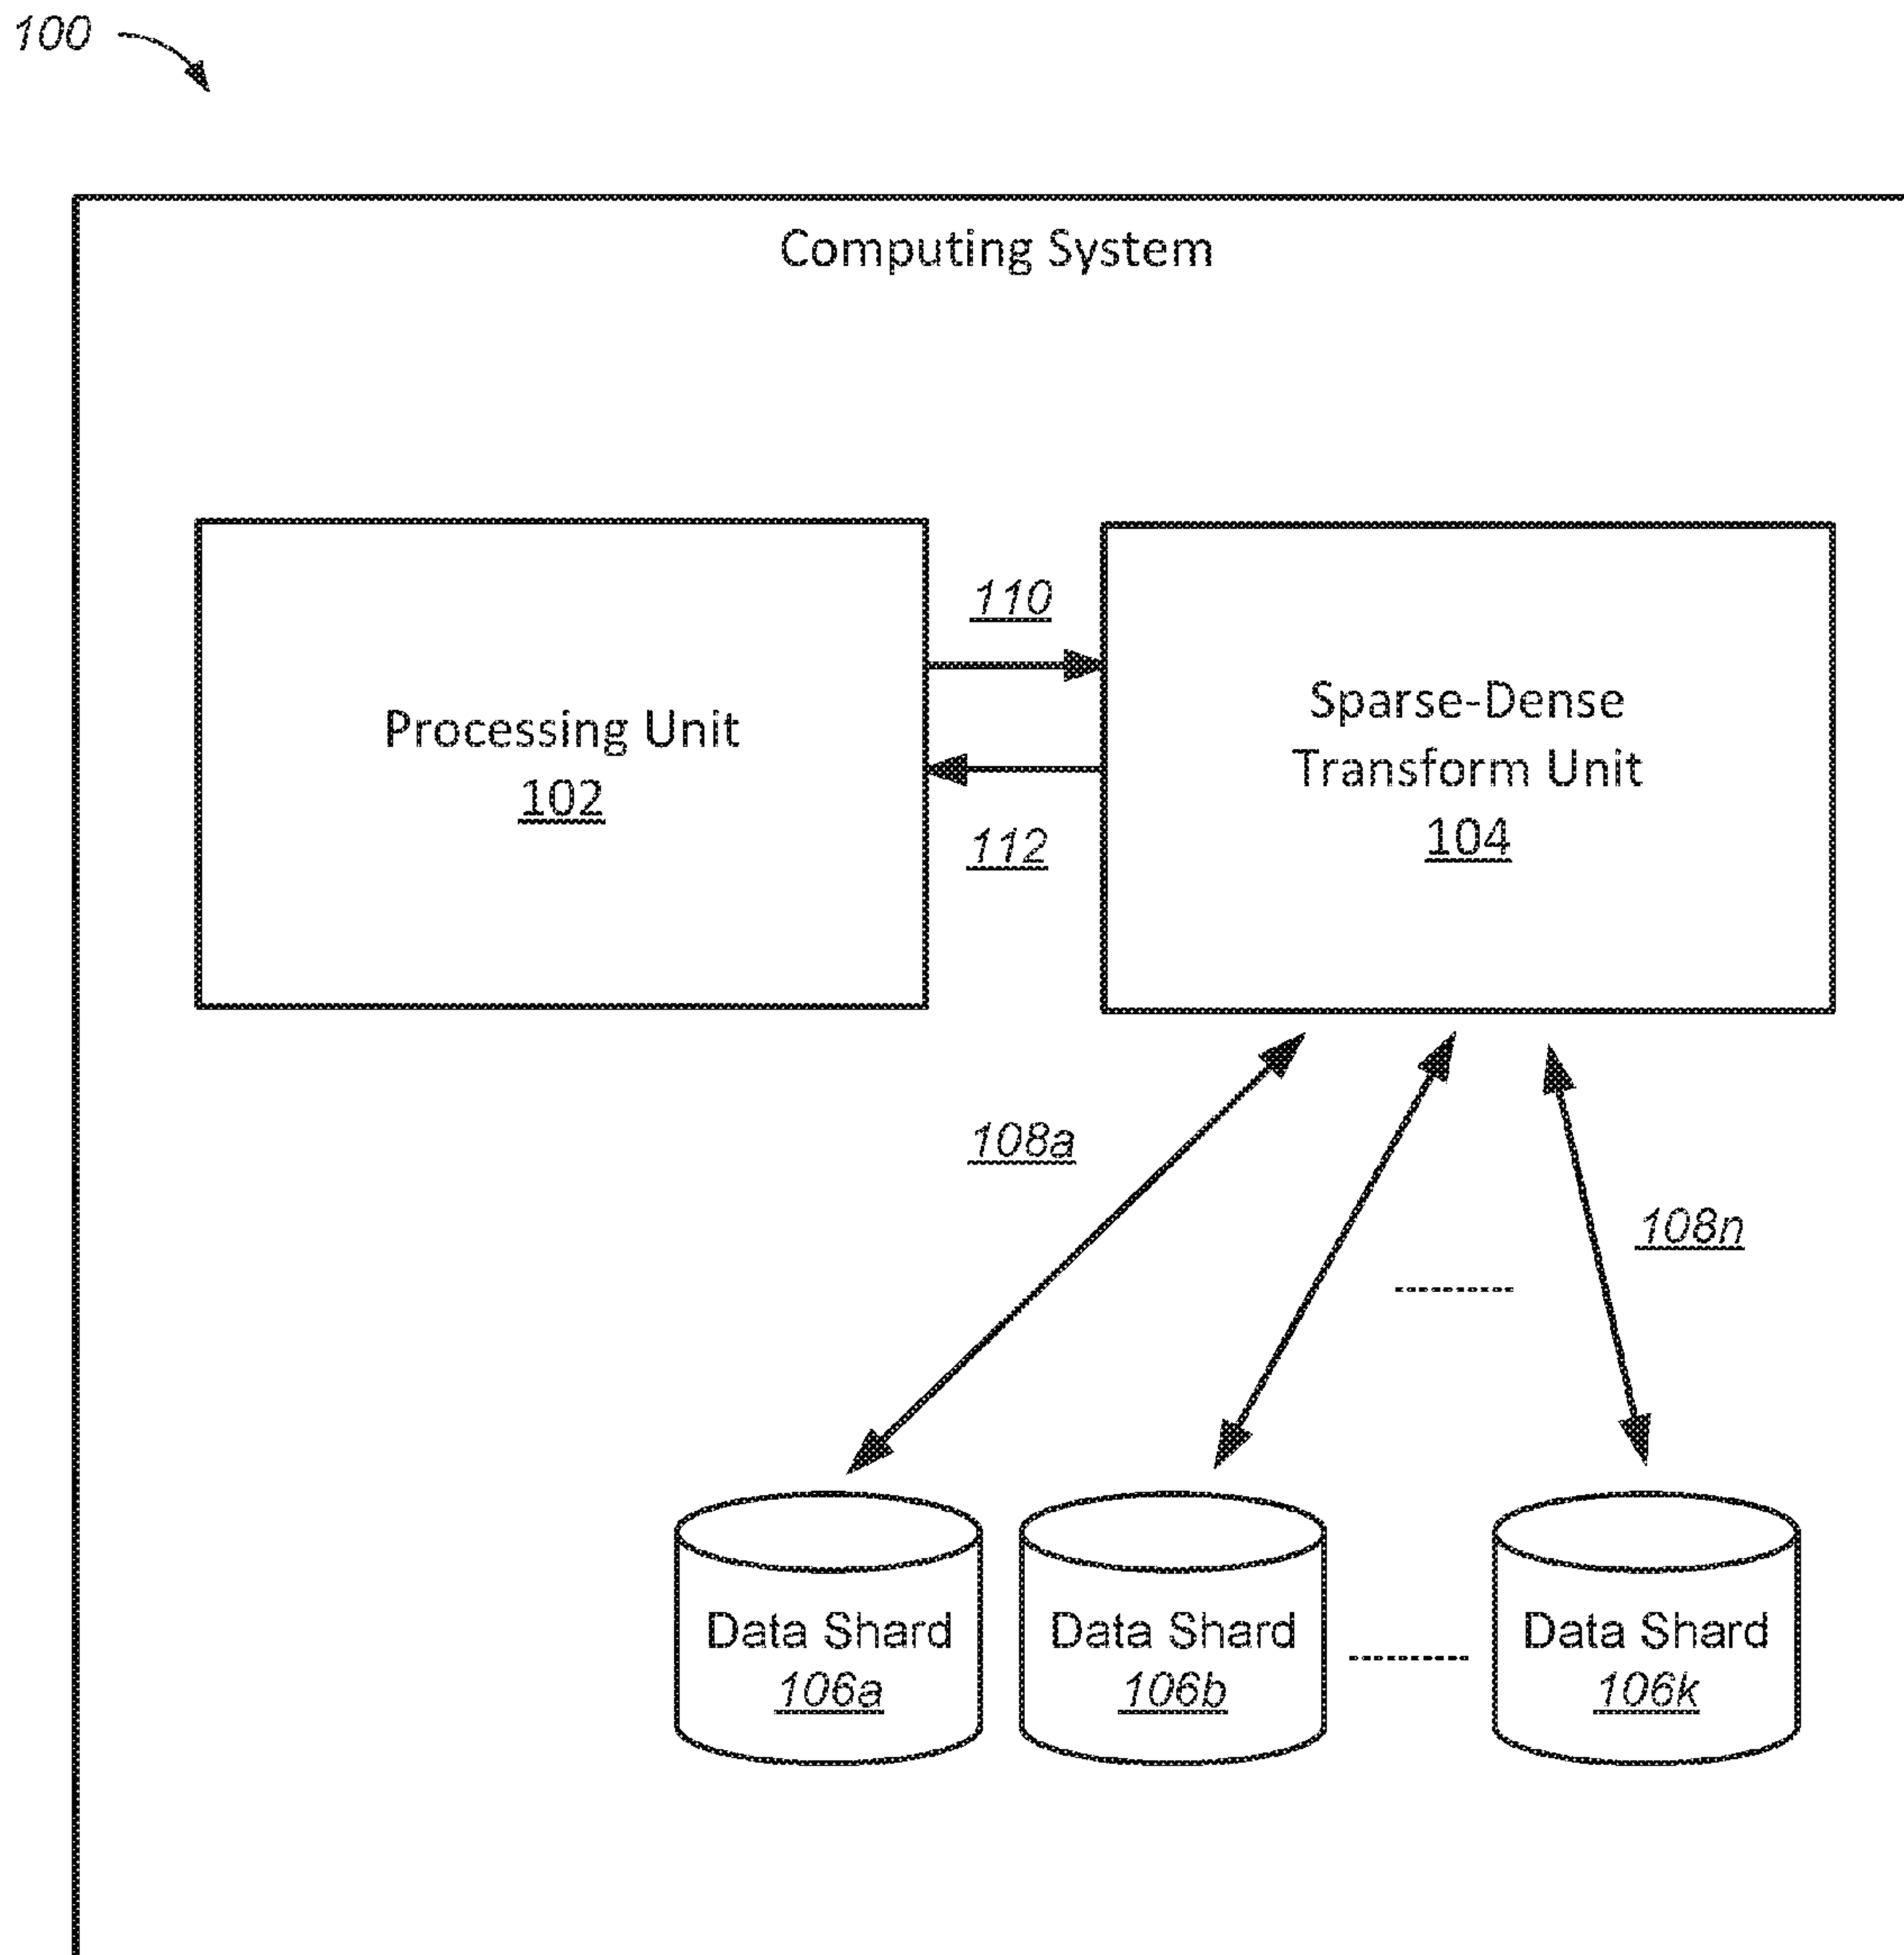 100
Computing System
Processing Unit
102
110
112
Sparse-Dense
Transform Unit
104
108a
108n
Data Shard
106a
Data Shard
106b
Data Shard
106k